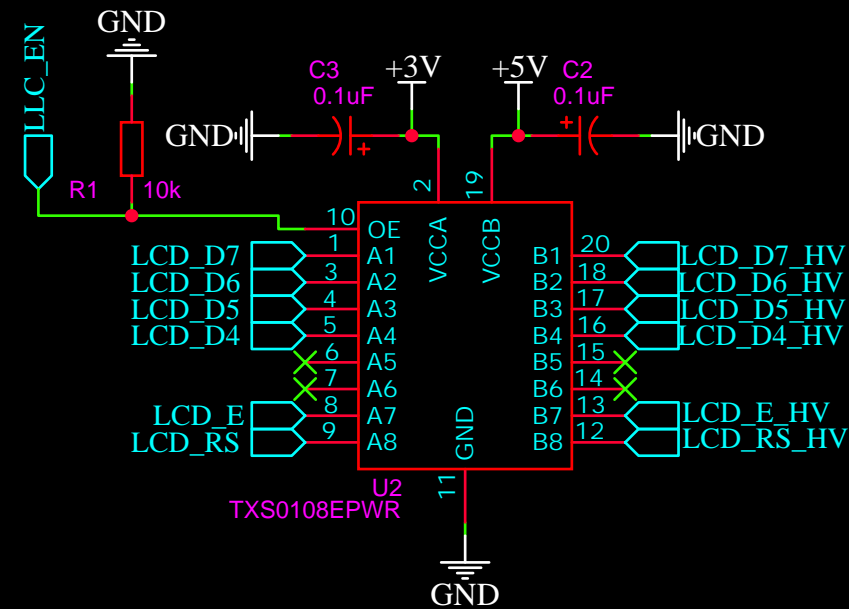 GND
LLC_EN
C3
0.1uF
+3V
+5V
C2
0.1uF
GND
GND
R1
10k
2
19
10
OE
VCCA
VCCB
LCD_D7
1
A1
B1
20
LCD_D7_HV
LCD_D6
3
A2
B2
18
LCD_D6_HV
LCD_D5
4
A3
B3
17
LCD_D5_HV
LCD_D4
5
A4
B4
16
LCD_D4_HV
6
A5
B5
15
7
A6
B6
14
LCD_E
8
A7
B7
13
LCD_E_HV
LCD_RS
9
A8
B8
12
LCD_RS_HV
GND
11
U2
TXS0108EPWR
GND
+
+